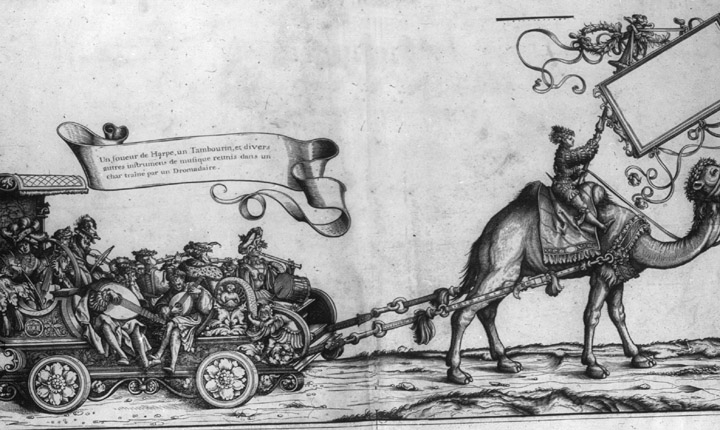 Un Joueur de Harpe, un Tambourin, et divers
autres instrumens de musique reunis dans un
char traîné par un Dromadaire.